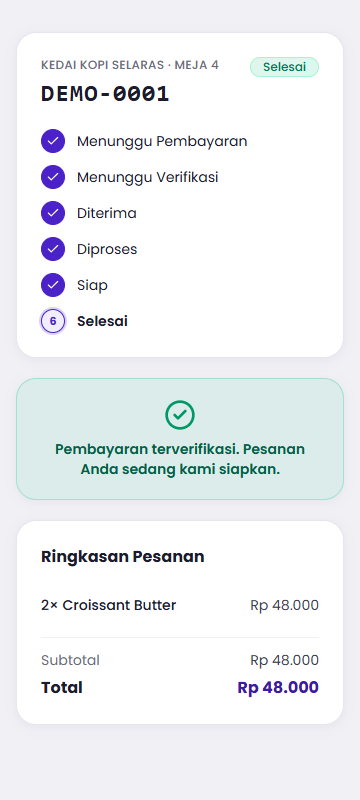 KEDAI KOPI SELARAS · MEJA 4
Selesai
DEMO-0001
Menunggu Pembayaran
Menunggu Verifikasi
Diterima
Diproses
Siap
6 Selesai
Pembayaran terverifikasi. Pesanan
Anda sedang kami siapkan.
Ringkasan Pesanan
2× Croissant Butter Rp 48.000
Subtotal Rp 48.000
Total Rp 48.000